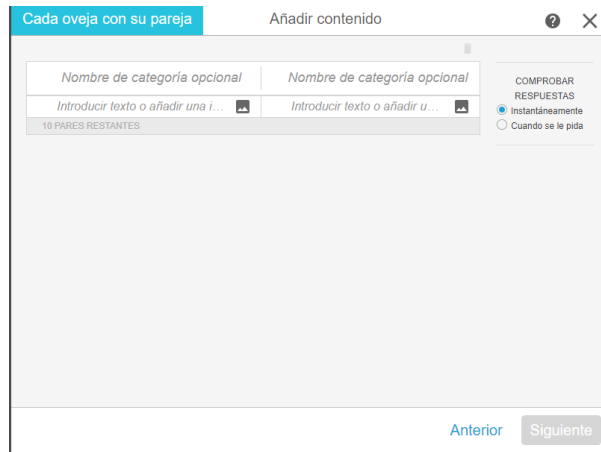 Cada oveja con su pareja
Añadir contenido
Nombre de categoría opcional
Nombre de categoría opcional
Introducir texto o añadir una i...
Introducir texto o añadir u...
10 PARES RESTANTES
COMPROBAR
RESPUESTAS
Instantáneamente
Cuando se le pida
Anterior
Siguiente